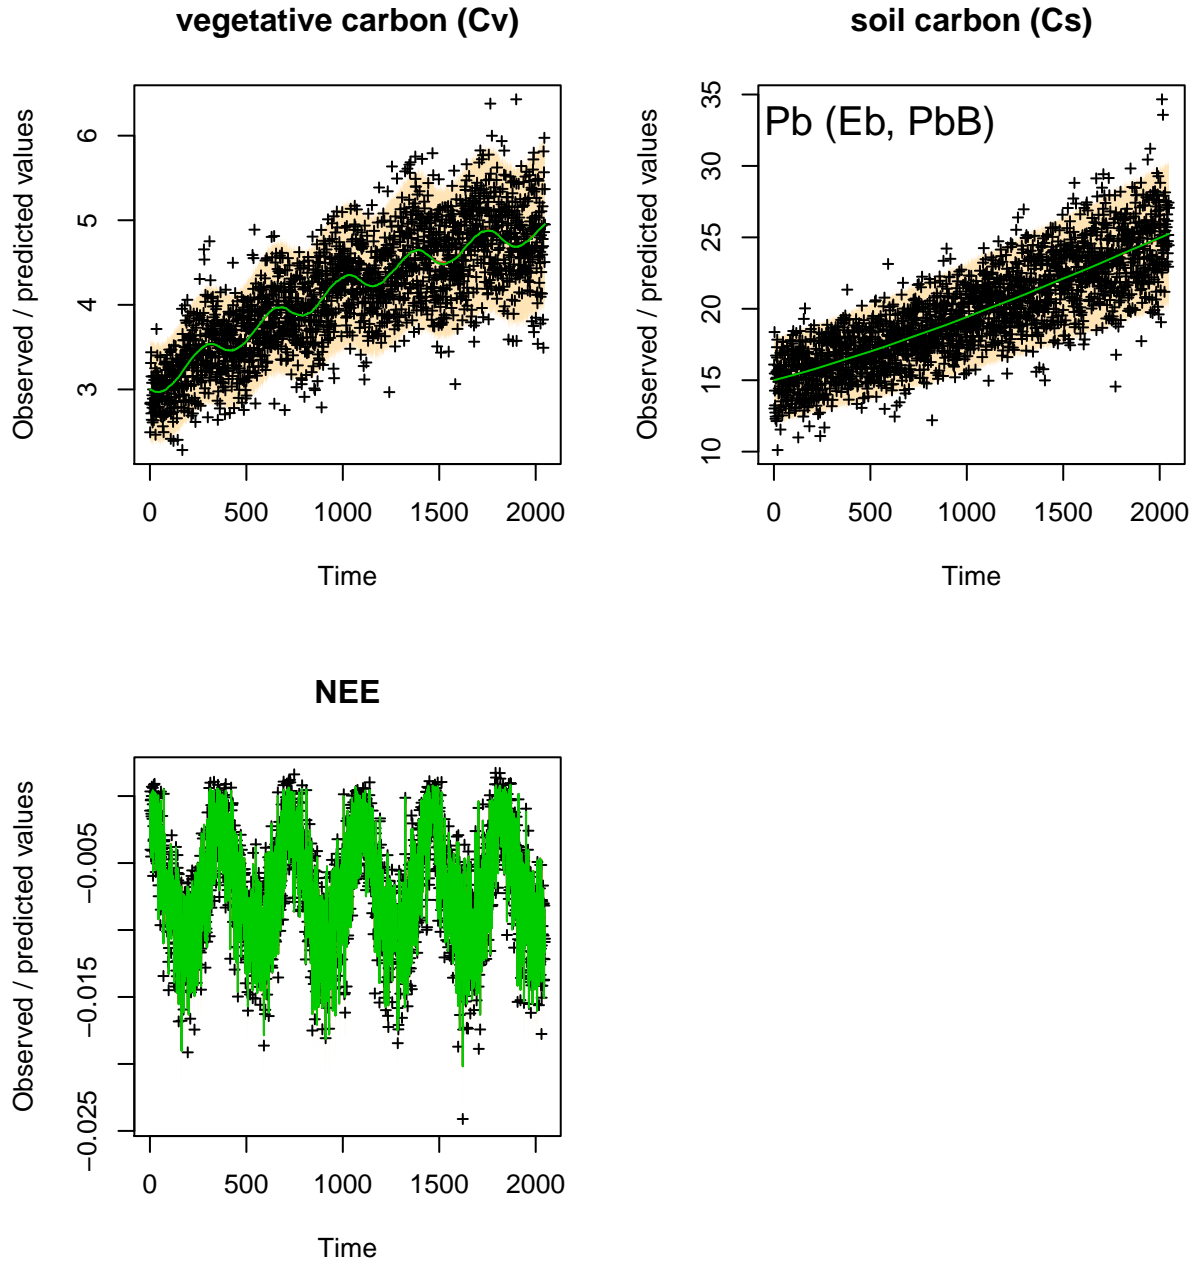 vegetative carbon (Cv)
Observed / predicted values
6
5
4
3
0 500 1000 1500 2000
Time
soil carbon (Cs)
Observed / predicted values
35
30
25
20
15
10
Pb (Eb, PbB)
0 500 1000 1500 2000
Time
NEE
Observed / predicted values
−0.005
−0.015
−0.025
0 500 1000 1500 2000
Time